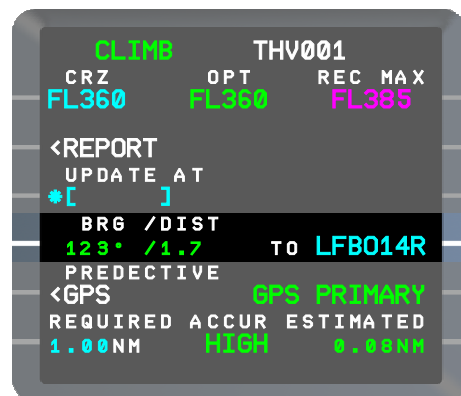 CLIMB THV001
CRZ OPT REC MAX
FL360 FL360 FL385
<REPORT
UPDATE AT
*[ ]
BRG /DIST
123° /1.7 TO LFBO14R
PREDECTIVE
<GPS GPS PRIMARY
REQUIRED ACCUR ESTIMATED
1.00NM HIGH 0.08NM